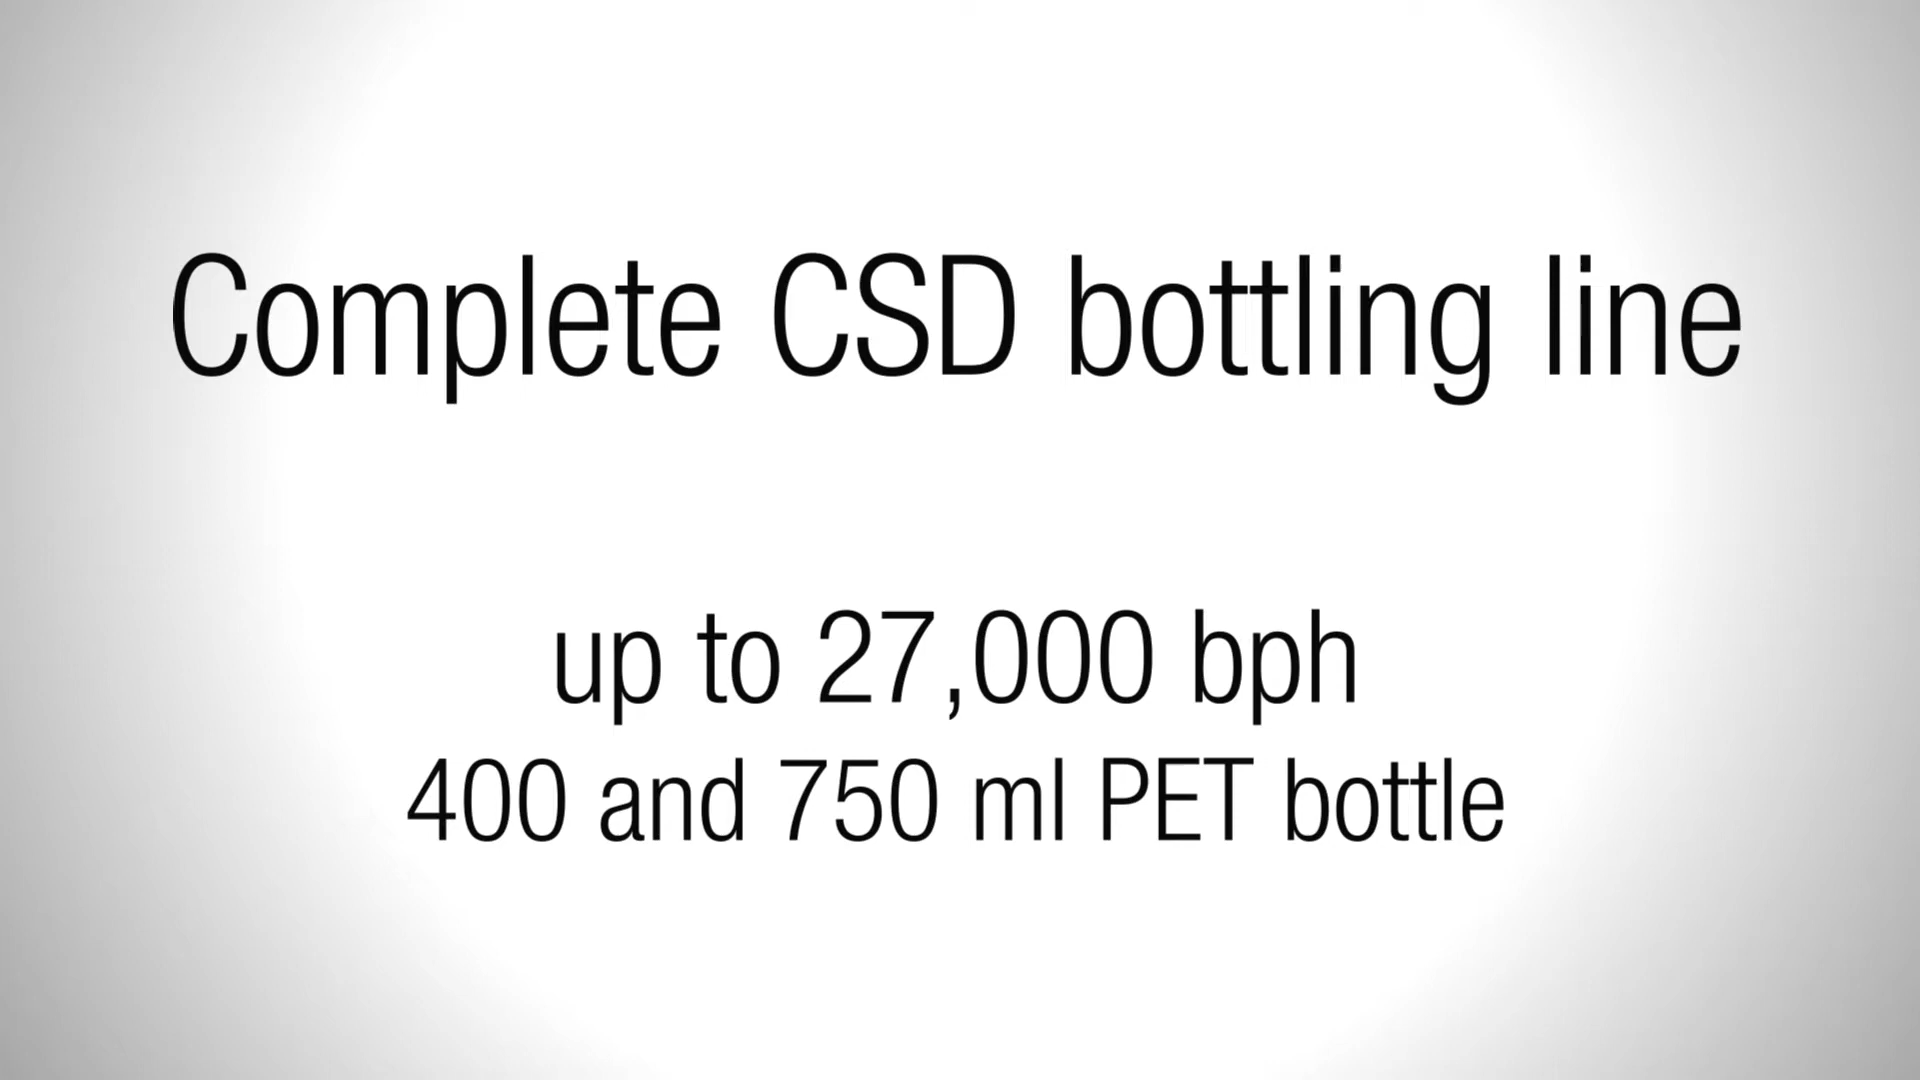 Complete CSD bottling line
up to 27,000 bph
400 and 750 ml PET bottle